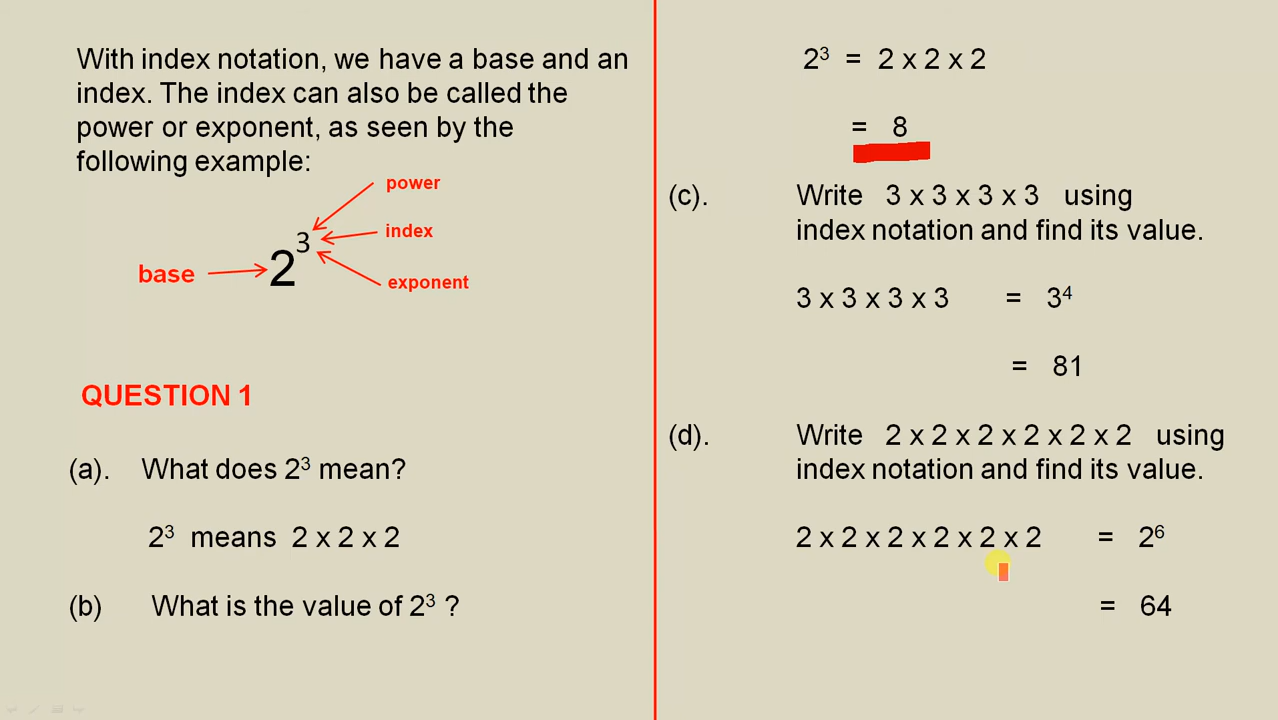 With index notation, we have a base and an
index. The index can also be called the
power or exponent, as seen by the
following example:
power
index
exponent
base
2³
QUESTION 1
(a). What does 2³ mean?
2³ means 2 x 2 x 2
(b) What is the value of 2³ ?
2³ = 2 x 2 x 2
= 8
(c). Write 3 x 3 x 3 x 3 using
index notation and find its value.
3 x 3 x 3 x 3 = 3⁴
= 81
(d). Write 2 x 2 x 2 x 2 x 2 x 2 using
index notation and find its value.
2 x 2 x 2 x 2 x 2 x 2 = 2⁶
= 64